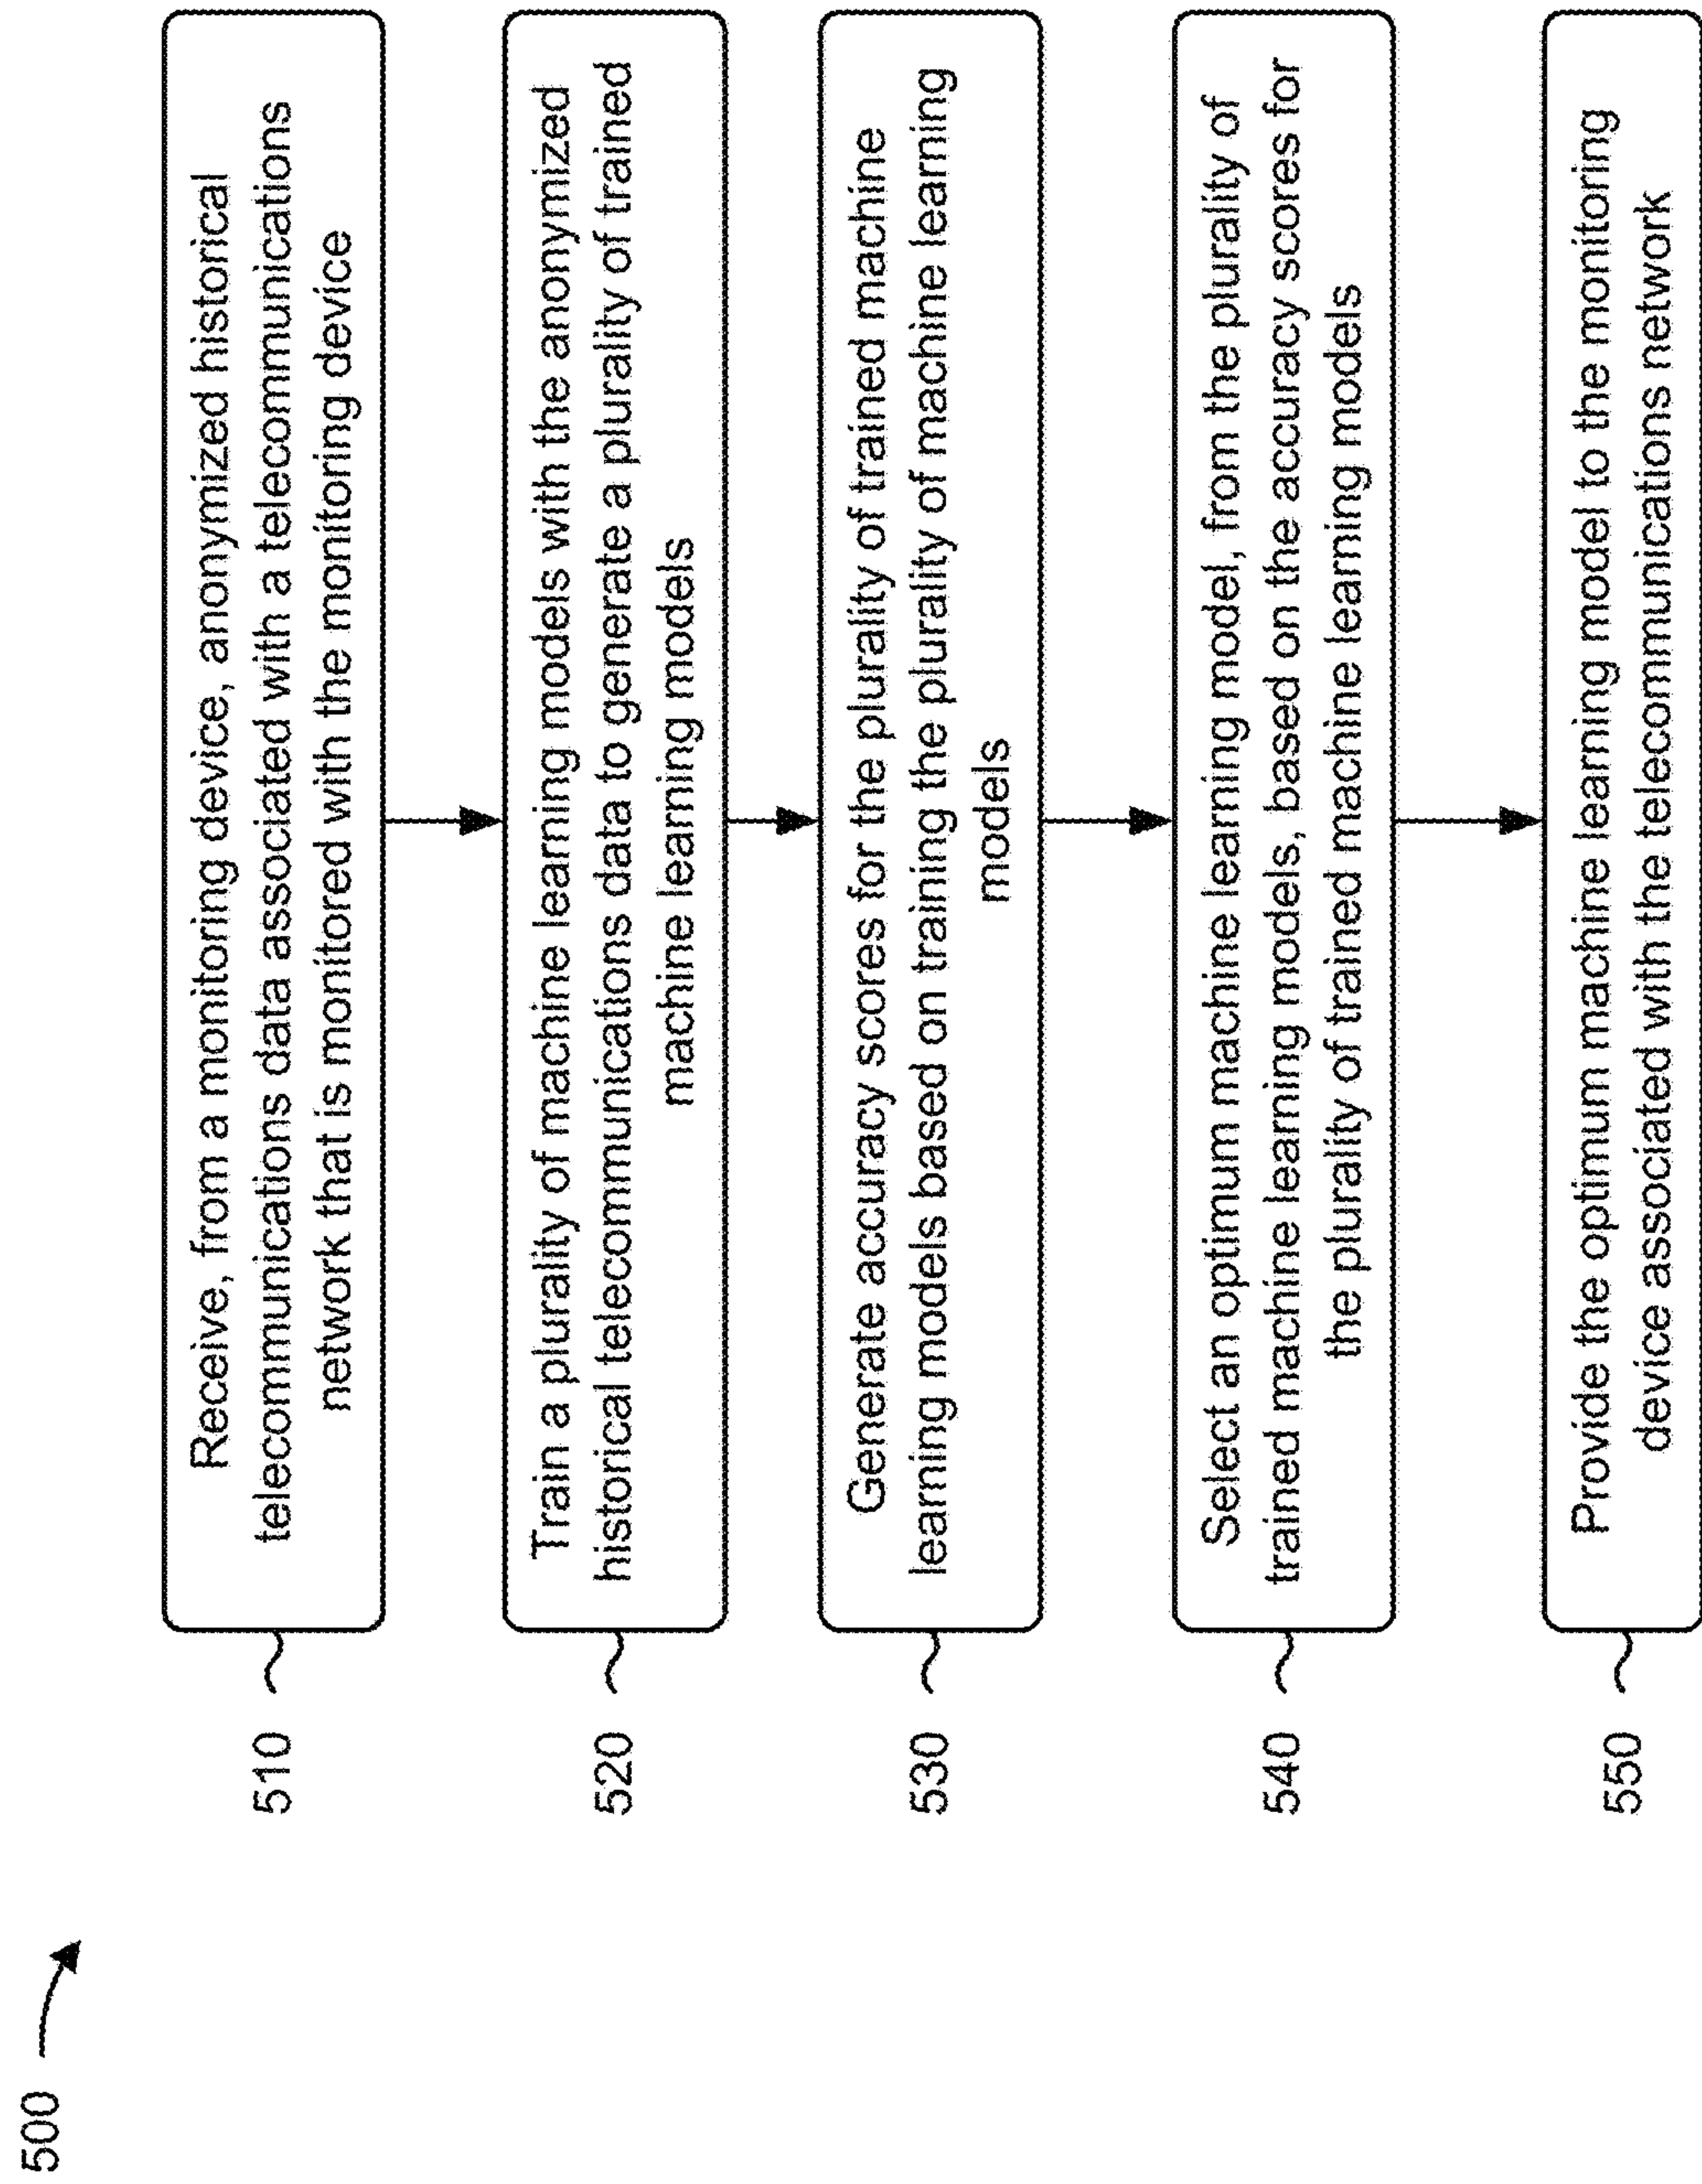 500
510
Receive, from a monitoring device, anonymized historical
telecommunications data associated with a telecommunications
network that is monitored with the monitoring device
520
Train a plurality of machine learning models with the anonymized
historical telecommunications data to generate a plurality of trained
machine learning models
530
Generate accuracy scores for the plurality of trained machine
learning models based on training the plurality of machine learning
models
540
Select an optimum machine learning model, from the plurality of
trained machine learning models, based on the accuracy scores for
the plurality of trained machine learning models
550
Provide the optimum machine learning model to the monitoring
device associated with the telecommunications network